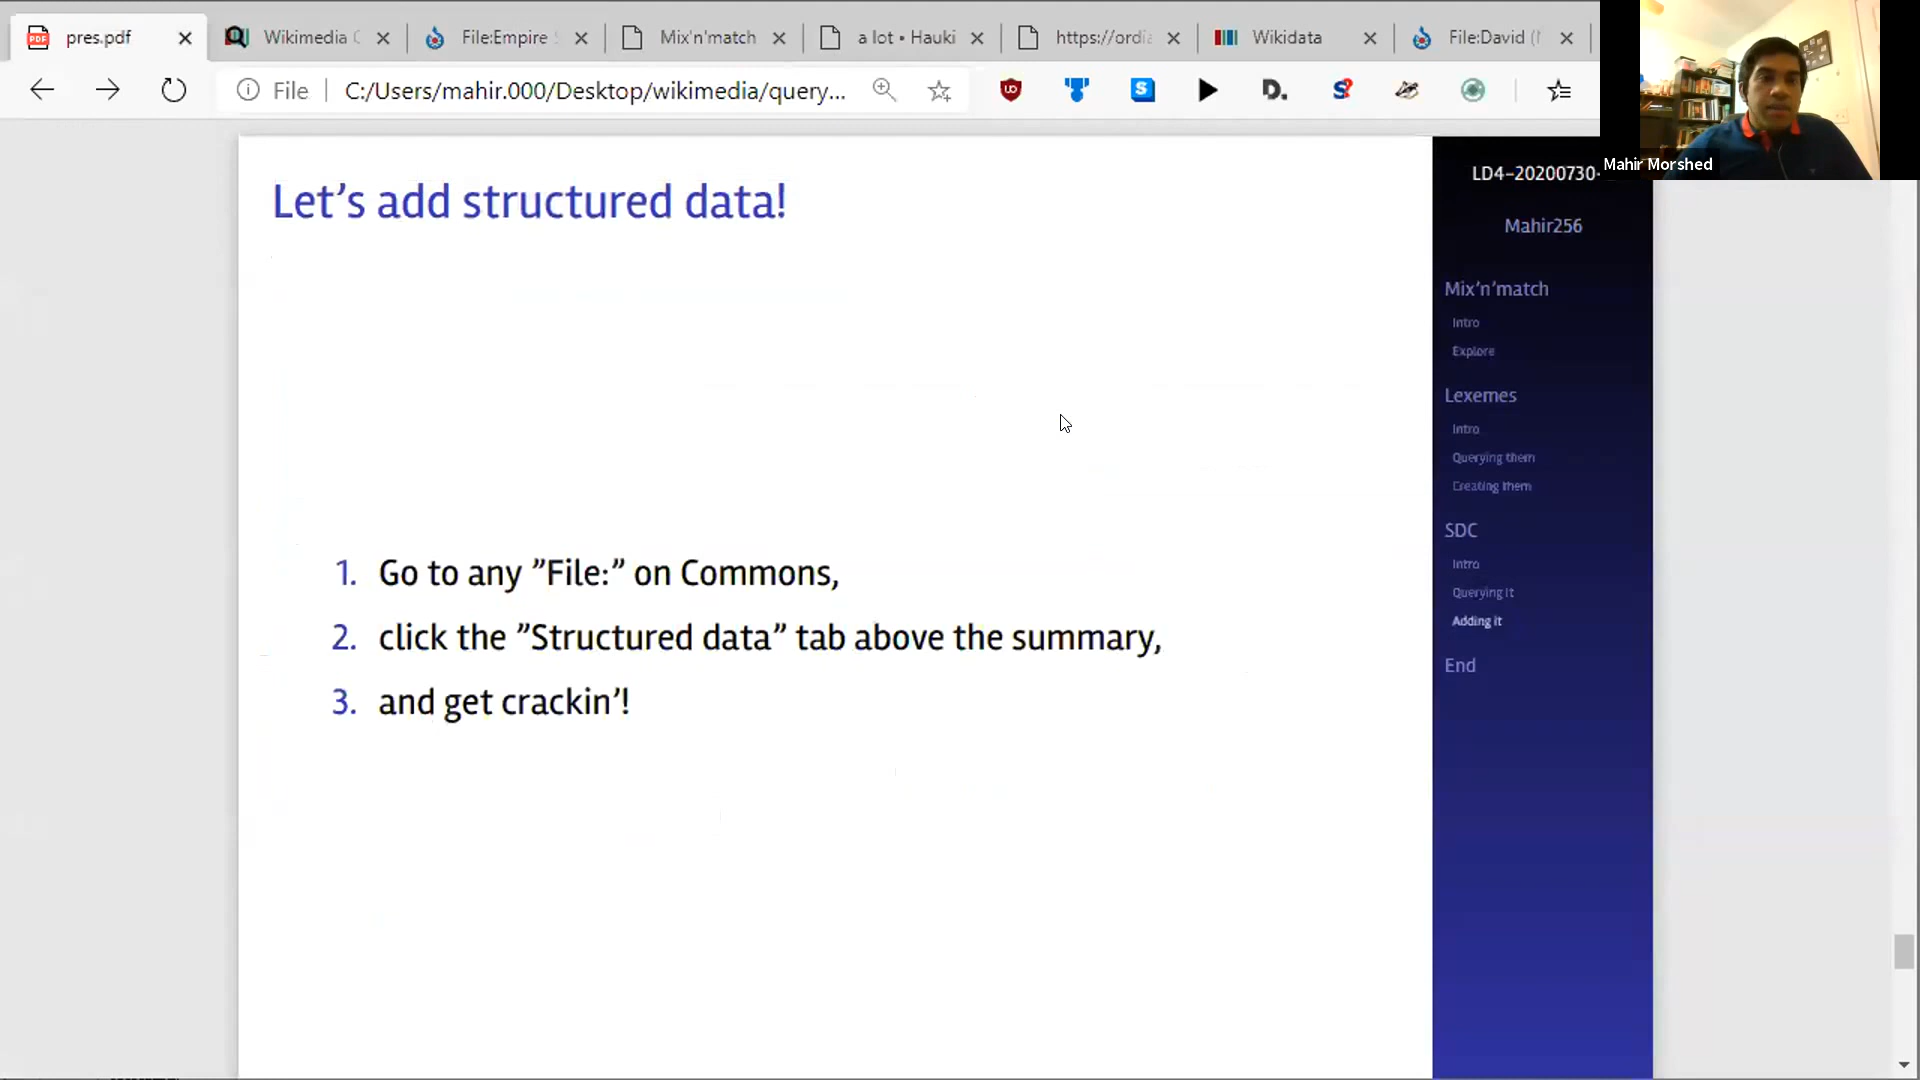 pres.pdf
Wikimedia C
File:Empire
Mix'n'match
a lot • Hauki
https://ordia
Wikidata
File:David (
File
C:/Users/mahir.000/Desktop/wikimedia/query...
UD
S
D.
S?
Mahir Morshed
Let's add structured data!
1. Go to any ”File:” on Commons,
2. click the ”Structured data” tab above the summary,
3. and get crackin'!
LD4-20200730-
Mahir256
Mix'n'match
Intro
Explore
Lexemes
Intro
Querying them
Creating them
SDC
Intro
Querying it
Adding it
End